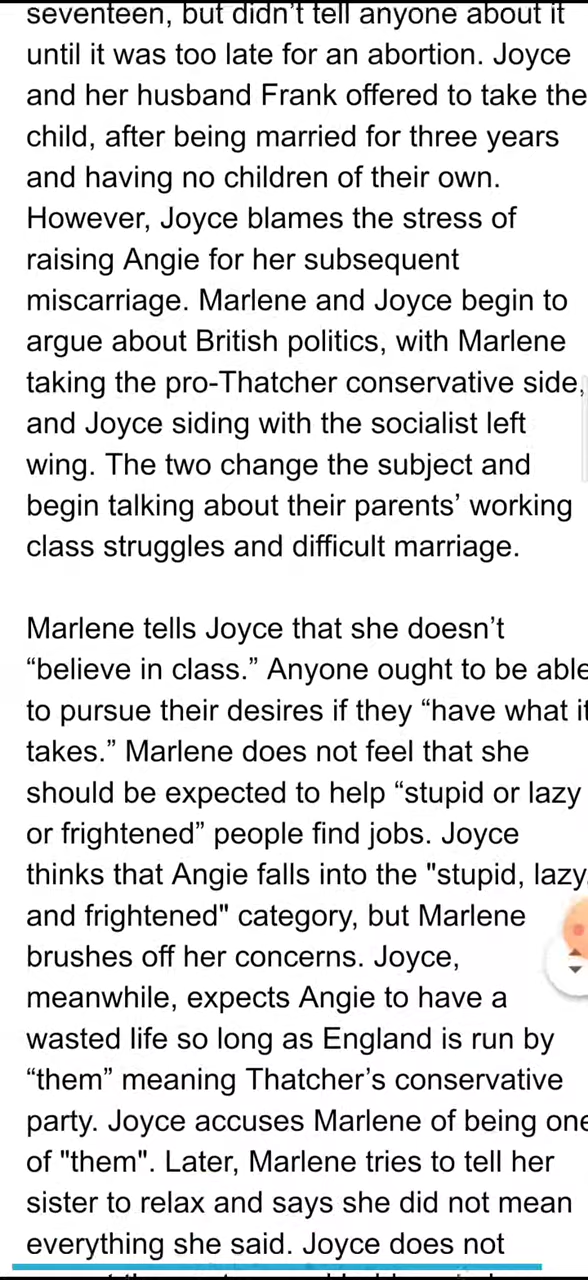 seventeen, but didn't tell anyone about it
until it was too late for an abortion. Joyce
and her husband Frank offered to take the
child, after being married for three years
and having no children of their own.
However, Joyce blames the stress of
raising Angie for her subsequent
miscarriage. Marlene and Joyce begin to
argue about British politics, with Marlene
taking the pro-Thatcher conservative side,
and Joyce siding with the socialist left
wing. The two change the subject and
begin talking about their parents’ working
class struggles and difficult marriage.

Marlene tells Joyce that she doesn’t
“believe in class.” Anyone ought to be able
to pursue their desires if they “have what it
takes.” Marlene does not feel that she
should be expected to help “stupid or lazy
or frightened” people find jobs. Joyce
thinks that Angie falls into the "stupid, lazy,
and frightened" category, but Marlene
brushes off her concerns. Joyce,
meanwhile, expects Angie to have a
wasted life so long as England is run by
“them” meaning Thatcher’s conservative
party. Joyce accuses Marlene of being one
of "them". Later, Marlene tries to tell her
sister to relax and says she did not mean
everything she said. Joyce does not